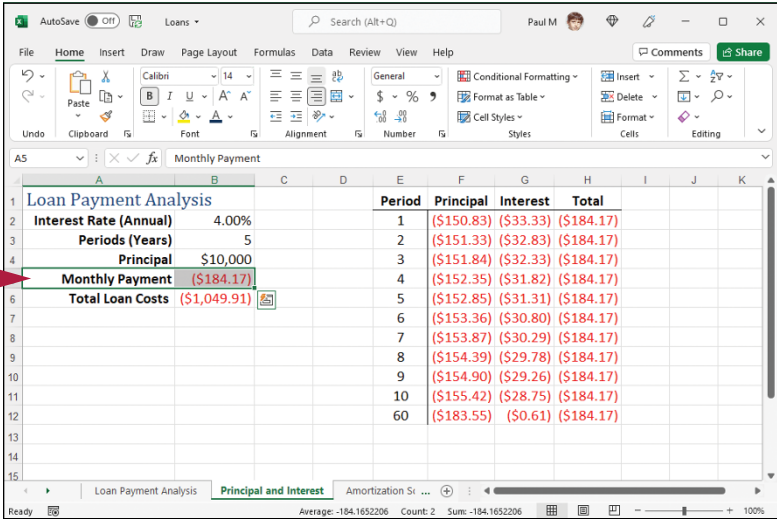 AutoSave Off Loans Search (Alt+Q) Paul M
File Home Insert Draw Page Layout Formulas Data Review View Help Comments Share
Paste
Calibri 14
B I U A^ A˅
A
General
$ % 9
Conditional Formatting
Format as Table
Cell Styles
Insert
Delete
Format
Undo Clipboard Font Alignment Number Styles Cells Editing
A5 fx Monthly Payment
A B C D E F G H I J K
1 Loan Payment Analysis Period Principal Interest Total
2 Interest Rate (Annual) 4.00% 1 ($150.83) ($33.33) ($184.17)
3 Periods (Years) 5 2 ($151.33) ($32.83) ($184.17)
4 Principal $10,000 3 ($151.84) ($32.33) ($184.17)
Monthly Payment ($184.17) 4 ($152.35) ($31.82) ($184.17)
6 Total Loan Costs ($1,049.91) 5 ($152.85) ($31.31) ($184.17)
7 6 ($153.36) ($30.80) ($184.17)
8 7 ($153.87) ($30.29) ($184.17)
9 8 ($154.39) ($29.78) ($184.17)
10 9 ($154.90) ($29.26) ($184.17)
11 10 ($155.42) ($28.75) ($184.17)
12 60 ($183.55) ($0.61) ($184.17)
13
14
15
Loan Payment Analysis Principal and Interest Amortization Sc ...
Ready Average: -184.1652206 Count: 2 Sum: -184.1652206 100%